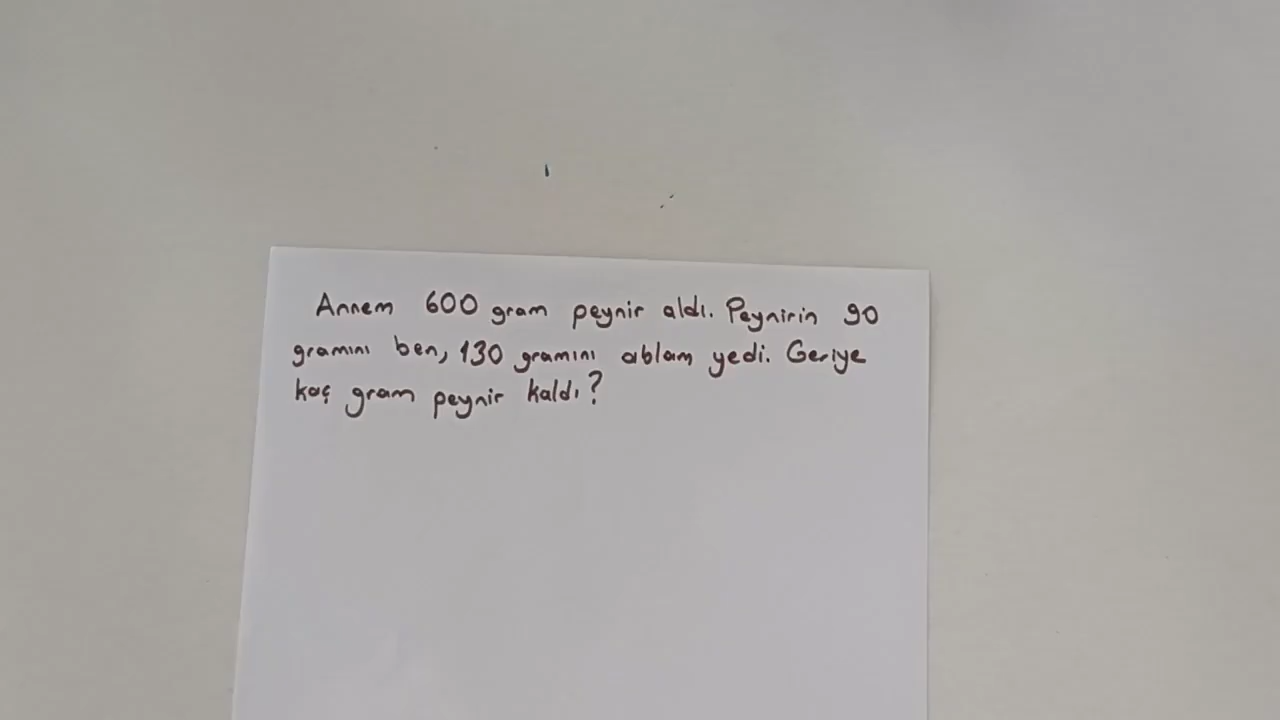 Annem 600 gram peynir aldı. Peynirin 90
gramını ben, 130 gramını ablam yedi. Geriye
kaç gram peynir kaldı?